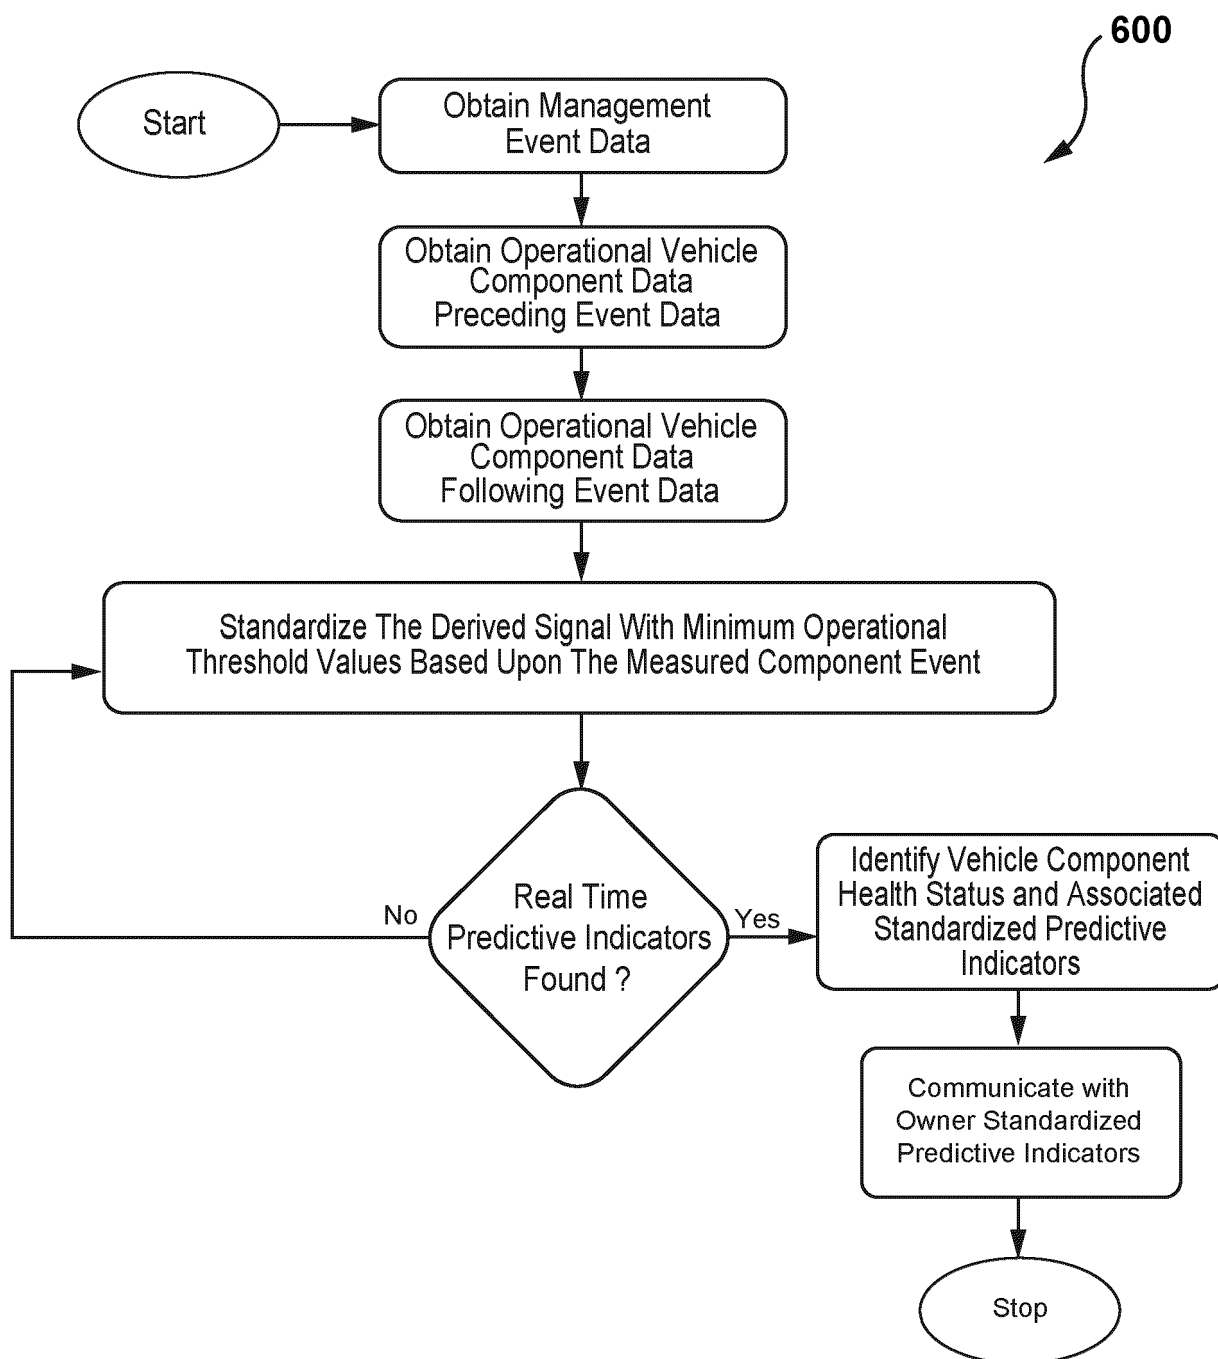 600
Start
Obtain Management
Event Data
Obtain Operational Vehicle
Component Data
Preceding Event Data
Obtain Operational Vehicle
Component Data
Following Event Data
Standardize The Derived Signal With Minimum Operational
Threshold Values Based Upon The Measured Component Event
Real Time
Predictive Indicators
Found ?
No
Yes
Identify Vehicle Component
Health Status and Associated
Standardized Predictive
Indicators
Communicate with
Owner Standardized
Predictive Indicators
Stop